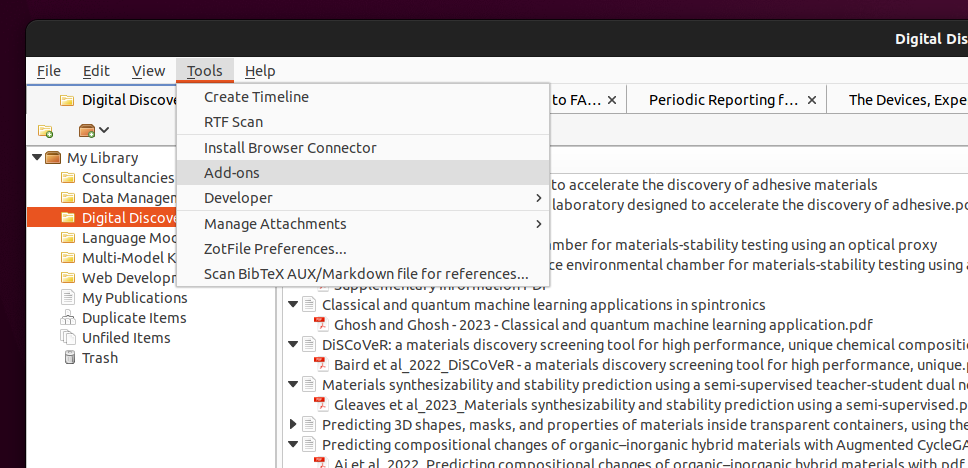 Digital Dis
File Edit View Tools Help
Digital Discove
to FA... Periodic Reporting f... The Devices, Expe
Create Timeline
RTF Scan
Install Browser Connector
Add-ons
Developer
Manage Attachments
ZotFile Preferences...
Scan BibTeX AUX/Markdown file for references...
My Library
Consultancies
Data Managem
Digital Discove
Language Mod
Multi-Model K
Web Developm
My Publications
Duplicate Items
Unfiled Items
Trash
to accelerate the discovery of adhesive materials
laboratory designed to accelerate the discovery of adhesive.pd
mber for materials-stability testing using an optical proxy
ce environmental chamber for materials-stability testing using a
Supplementary Information PDF
Classical and quantum machine learning applications in spintronics
Ghosh and Ghosh - 2023 - Classical and quantum machine learning application.pdf
DiSCoVeR: a materials discovery screening tool for high performance, unique chemical compositio
Baird et al_2022_DiSCoVeR - a materials discovery screening tool for high performance, unique.p
Materials synthesizability and stability prediction using a semi-supervised teacher-student dual ne
Gleaves et al_2023_Materials synthesizability and stability prediction using a semi-supervised.p
Predicting 3D shapes, masks, and properties of materials inside transparent containers, using the
Predicting compositional changes of organic–inorganic hybrid materials with Augmented CycleGA
Ai et al_2022_Predicting compositional changes of organic–inorganic hybrid materials with.pdf